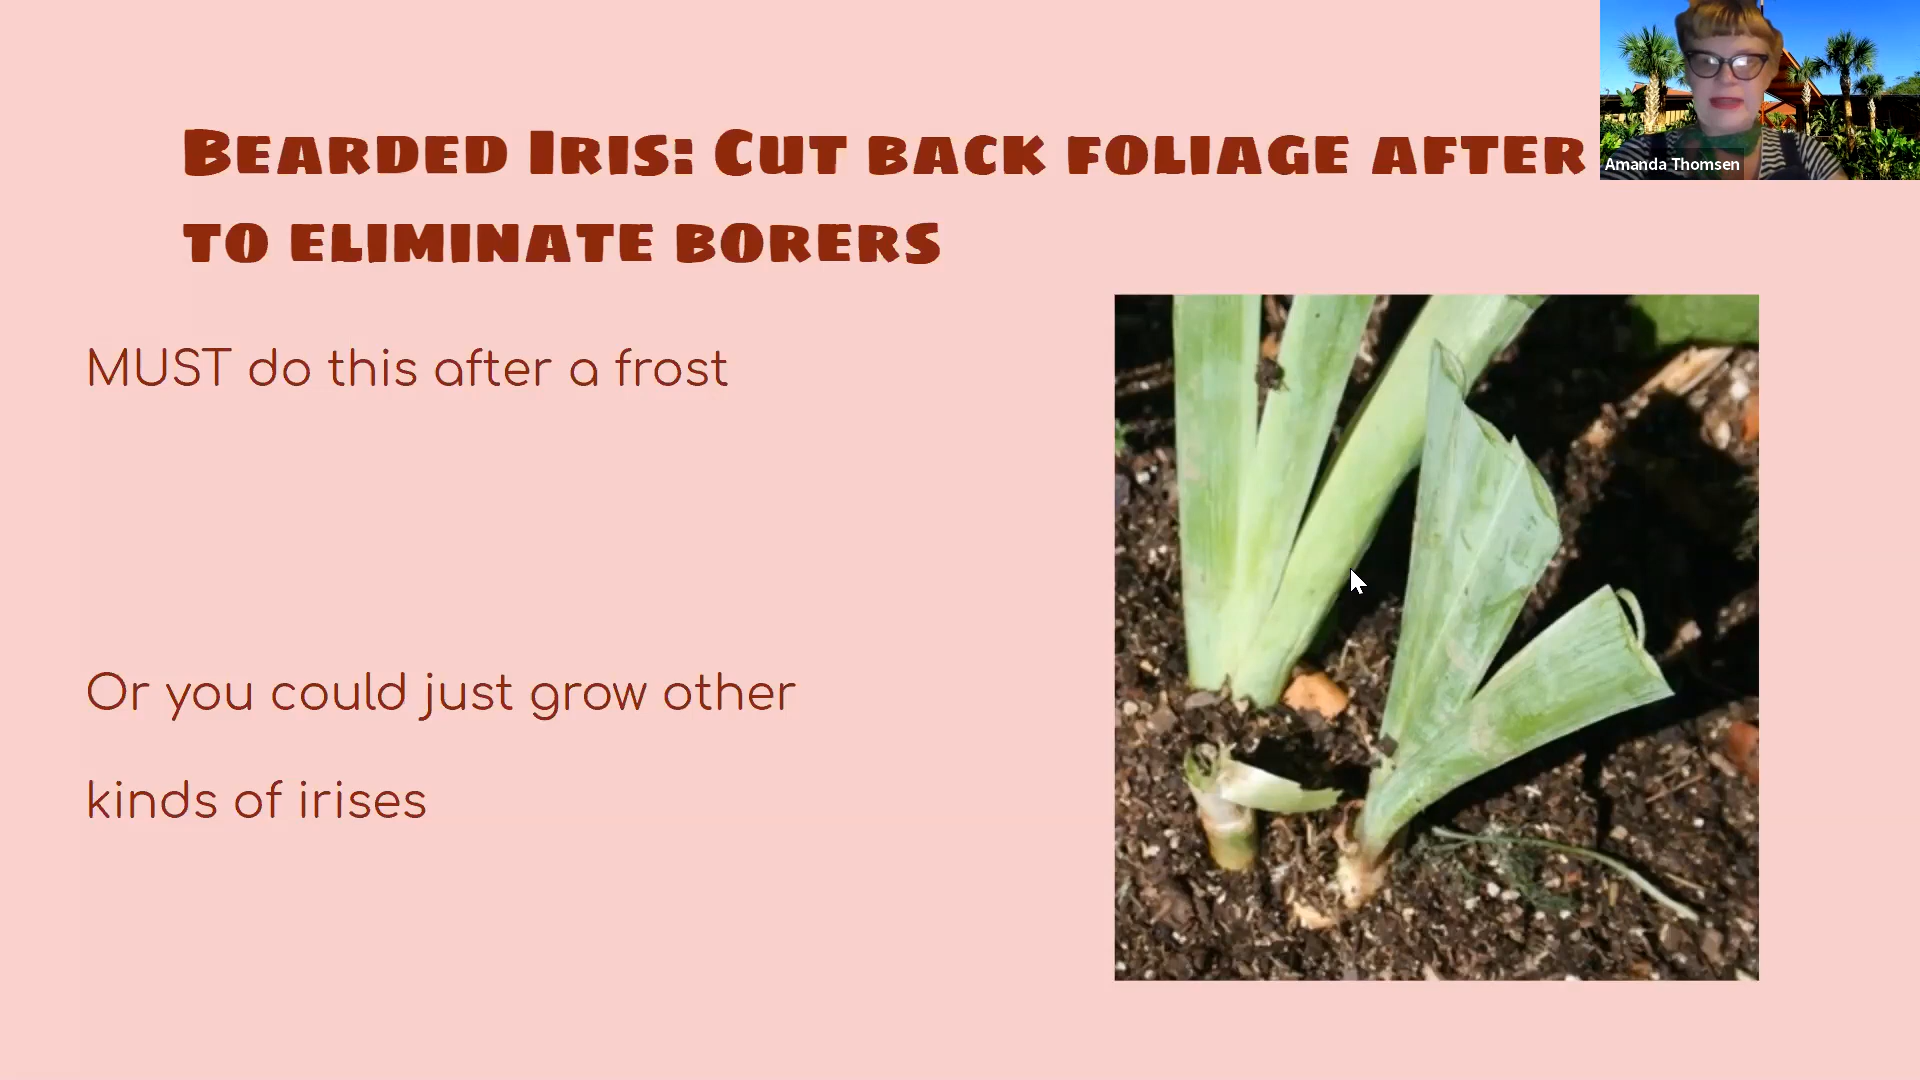 Bearded Iris: Cut back foliage after
to eliminate borers
Amanda Thomsen
MUST do this after a frost
Or you could just grow other
kinds of irises